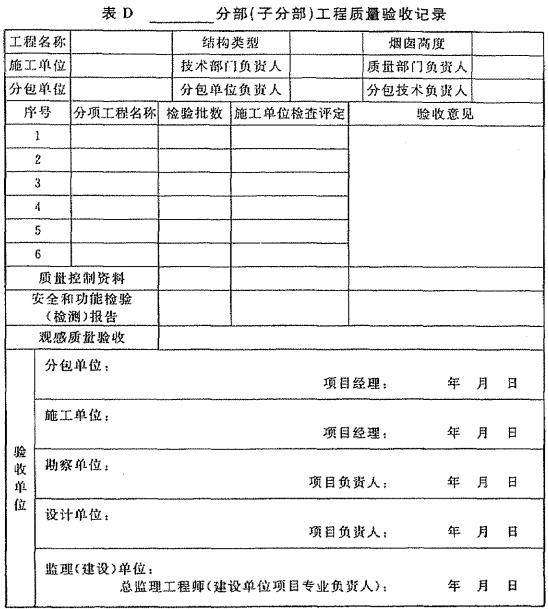 表 D ________ 分部(子分部)工程质量验收记录
工程名称 结构类型 烟囱高度
施工单位 技术部门负责人 质量部门负责人
分包单位 分包单位负责人 分包技术负责人
序号 分项工程名称 检验批数 施工单位检查评定 验收意见
1
2
3
4
5
6
质量控制资料
安全和功能检验
(检测)报告
观感质量验收
验收单位
分包单位：
项目经理： 年 月 日
施工单位：
项目经理： 年 月 日
勘察单位：
项目负责人： 年 月 日
设计单位：
项目负责人： 年 月 日
监理(建设)单位：
总监理工程师(建设单位项目专业负责人)： 年 月 日